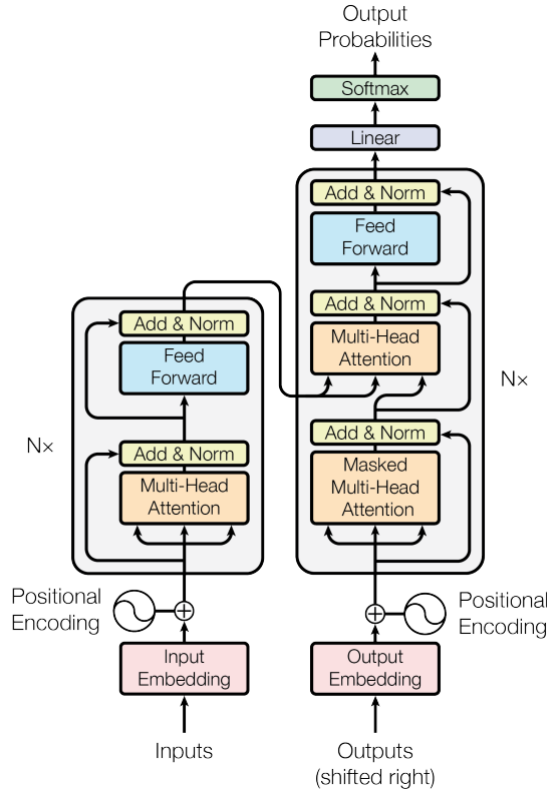 Output
Probabilities
Softmax
Linear
Add & Norm
Feed
Forward
Add & Norm
Multi-Head
Attention
Add & Norm
Masked
Multi-Head
Attention
N×
Add & Norm
Feed
Forward
Add & Norm
Multi-Head
Attention
N×
Positional
Encoding
Input
Embedding
Inputs
Positional
Encoding
Output
Embedding
Outputs
(shifted right)